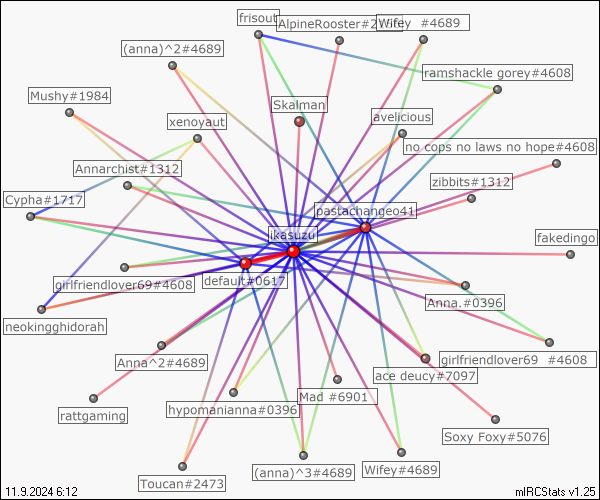 frisout
AlpineRooster#2
Wifey  #4689
(anna)^2#4689
ramshackle gorey#4608
Mushy#1984
Skalman
xenoyaut
avelicious
no cops no laws no hope#4608
Annarchist#1312
zibbits#1312
Cypha#1717
pastachangeo41
ikasuzu
fakedingo
girlfriendlover69#4608
default#0617
Anna.#0396
neokingghidorah
Anna^2#4689
girlfriendlover69  #4608
ace deucy#7097
rattgaming
hypomanianna#0396
Mad #6901
Soxy Foxy#5076
Toucan#2473
(anna)^3#4689
Wifey#4689
11.9.2024 6:12
mIRCStats v1.25